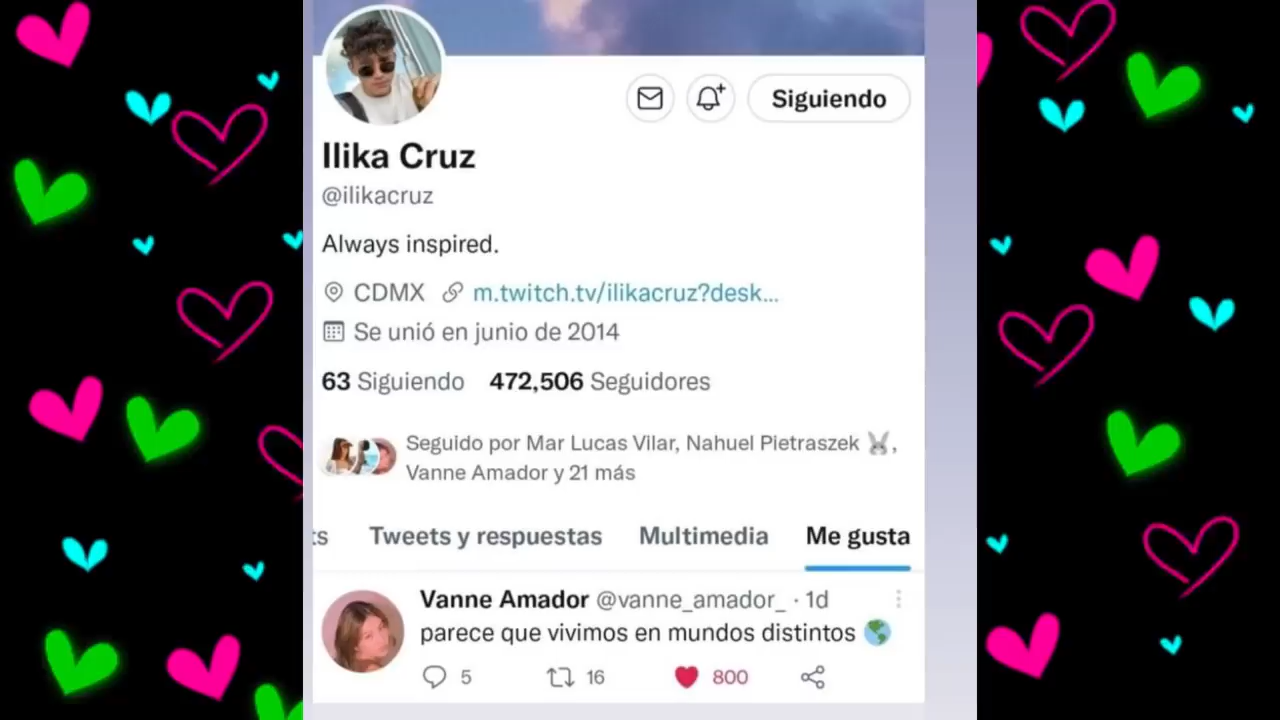 Siguiendo
Ilika Cruz
@ilikacruz
Always inspired.
CDMX m.twitch.tv/ilikacruz?desk...
Se unió en junio de 2014
63 Siguiendo 472,506 Seguidores
Seguido por Mar Lucas Vilar, Nahuel Pietraszek 🐰,
Vanne Amador y 21 más
ts Tweets y respuestas Multimedia Me gusta
Vanne Amador @vanne_amador_ · 1d
parece que vivimos en mundos distintos 🌎
5 16 800